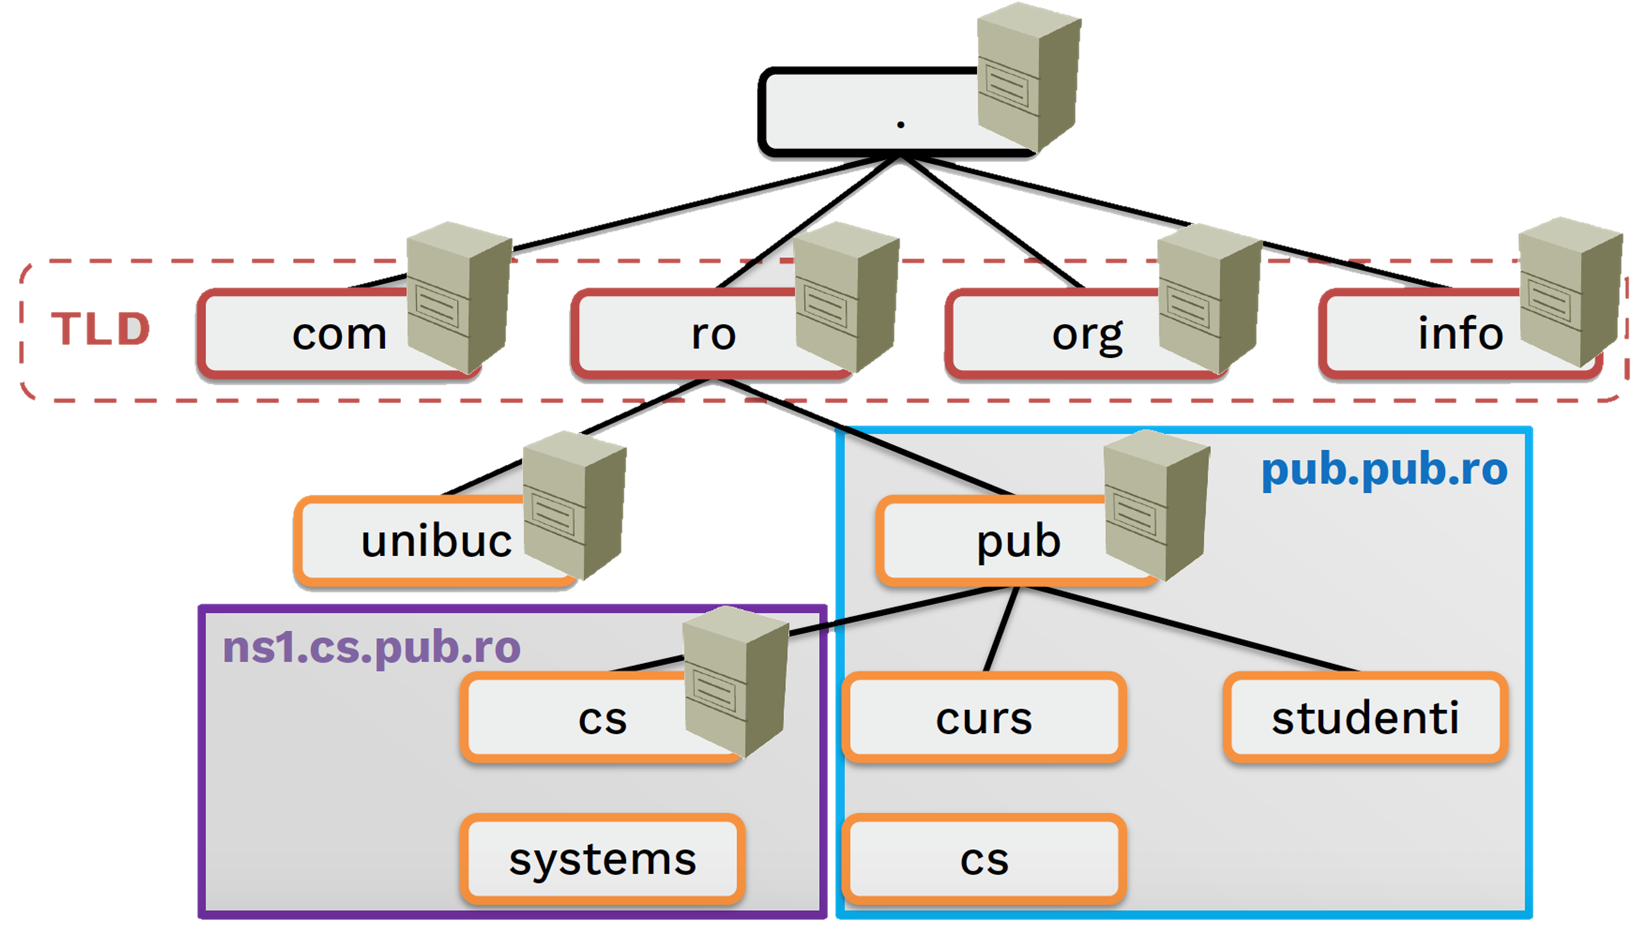 .
TLD
com
ro
org
info
pub.pub.ro
unibuc
pub
ns1.cs.pub.ro
cs
curs
studenti
systems
cs